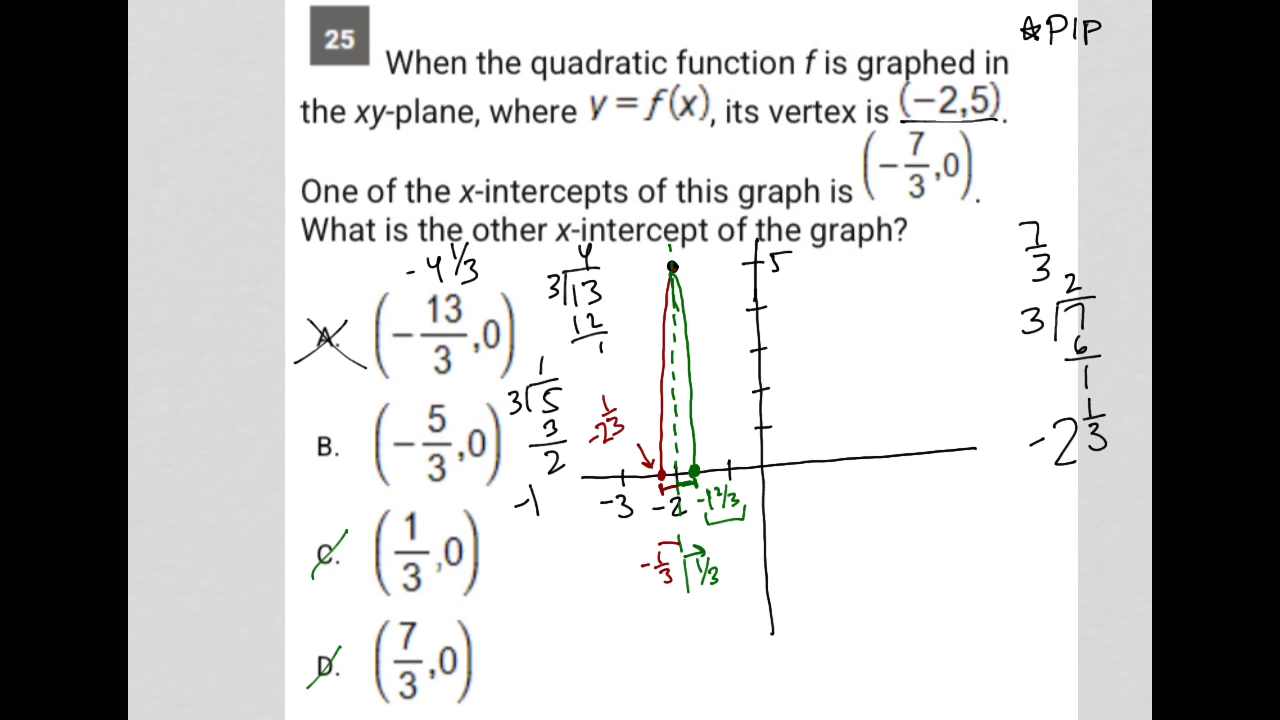 25
☆PIP
When the quadratic function f is graphed in
the xy-plane, where y = f(x), its vertex is (−2,5).
One of the x-intercepts of this graph is (−7/3,0).
What is the other x-intercept of the graph?
-4 1/3
A. (−13/3,0)
B. (−5/3,0)
C. (1/3,0)
D. (7/3,0)
4
3)13
12
1
1
3)5
3
2
-1
5
-2 1/3
-3 -2 -1 2/3
-1/3 1/3
7/3
2
3)7
6
1
-2 1/3